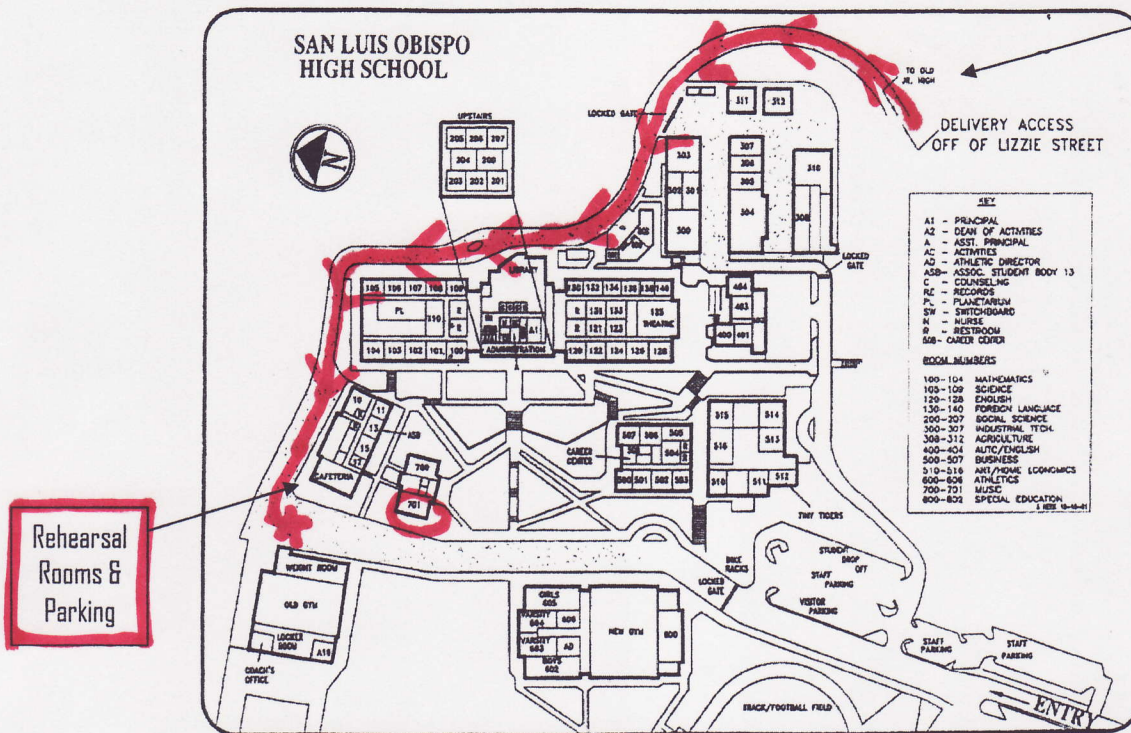 SAN LUIS OBISPO
HIGH SCHOOL
N
UPSTAIRS
205 206 207
204 208
203 202 201
LOCKED GATE
TO OLD
JR. HIGH
DELIVERY ACCESS
OFF OF LIZZIE STREET
311 312
303
302 301
300
307
306
305
304
310
308
LOCKED
GATE
KEY
A1 - PRINCIPAL
A2 - DEAN OF ACTIVITIES
A - ASST. PRINCIPAL
AC - ACTIVITIES
AD - ATHLETIC DIRECTOR
ASB- ASSOC. STUDENT BODY 13
C - COUNSELNG
RE - RECORDS
PL - PLANETARIUM
SW - SWITCHBOARD
N - NURSE
R - RESTROOM
508- CAREER CENTER
ROOM NUMBERS
100-104 MATHEMATICS
105-109 SCIENCE
120-128 ENGLISH
130-140 FOREIGN LANGUAGE
200-207 SOCIAL SCIENCE
300-307 INDUSTRIAL TECH.
308-312 AGRICULTURE
400-404 AUTO/ENGLISH
500-507 BUSINESS
510-516 ART/HOME ECONOMICS
600-606 ATHLETICS
700-701 MUSIC
800-802 SPECIAL EDUCATION
LIBRARY
105 106 107 108 109
PL 110 R
R
104 103 102 101 100
A1
ADMINISTRATION
130 132 134 136 138 140
R 131 133 125
THEATRE
R 121 123
120 122 124 126 128
404
403
400 401
10 11
13
15
17
ASB
CAFETERIA
700
701
CAREER
CENTER
507 506 505
504 R
R
500 501 502 503
515 514
516 513
510 511 512
TINY TIGERS
Rehearsal
Rooms &
Parking
WEIGHT ROOM
OLD GYM
LOCKER
ROOM
A19
COACH'S
OFFICE
GIRLS
605
VARSITY
604 606
VARSITY
603 AD
BOYS
602
NEW GYM
600
BIKE
RACKS
LOCKED
GATE
STUDENT
DROP
OFF
STAFF
PARKING
VISITOR
PARKING
STAFF
PARKING
STAFF
PARKING
TRACK/FOOTBALL FIELD
ENTRY